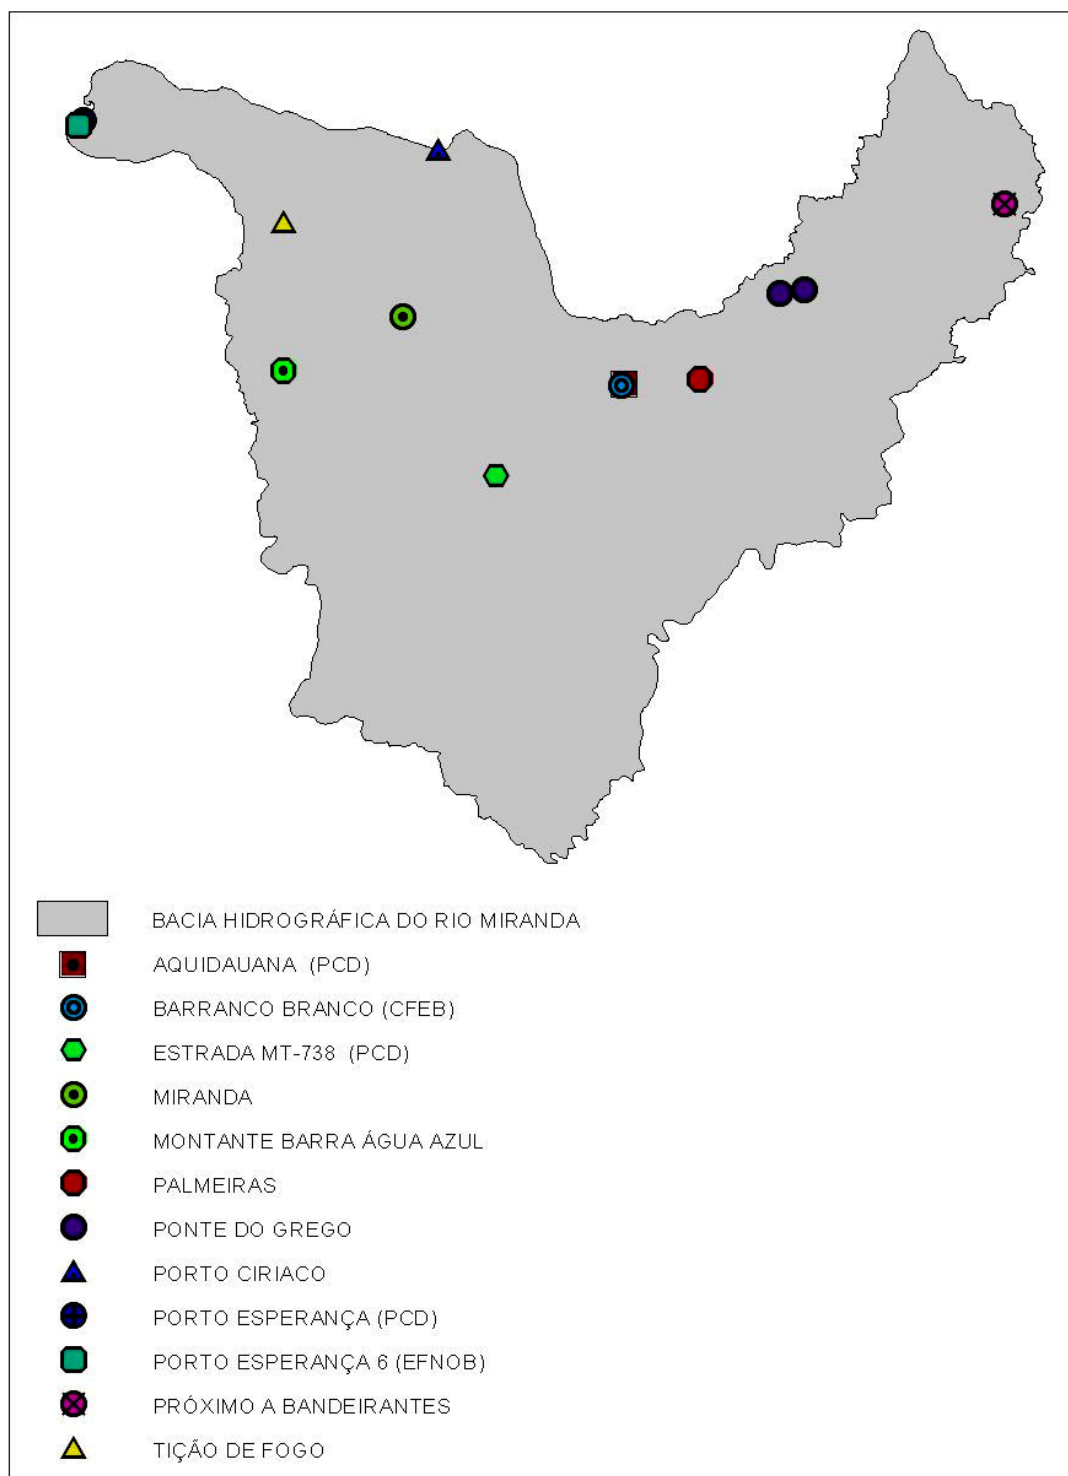 BACIA HIDROGRÁFICA DO RIO MIRANDA
AQUIDAUANA (PCD)
BARRANCO BRANCO (CFEB)
ESTRADA MT-738 (PCD)
MIRANDA
MONTANTE BARRA ÁGUA AZUL
PALMEIRAS
PONTE DO GREGO
PORTO CIRIACO
PORTO ESPERANÇA (PCD)
PORTO ESPERANÇA 6 (EFNOB)
PRÓXIMO A BANDEIRANTES
TIÇÃO DE FOGO